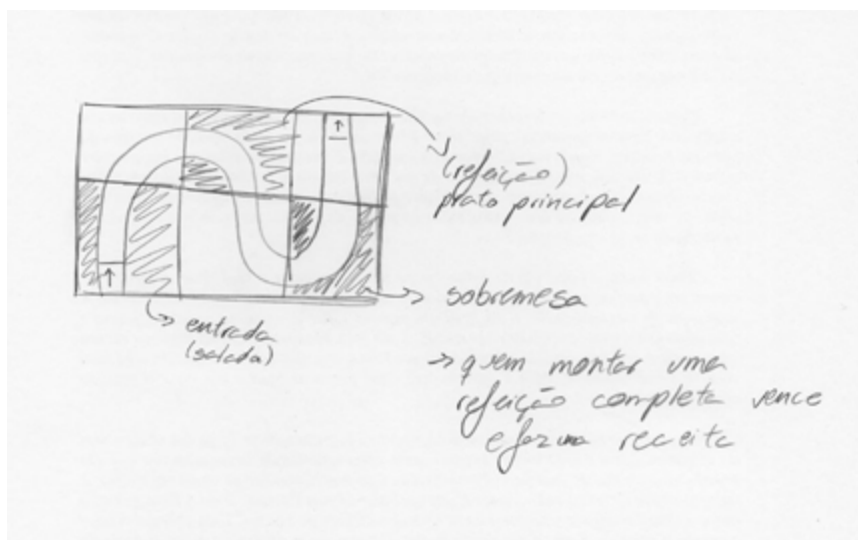 (refeição)
prato principal
sobremesa
entrada
(salada)
quem montar uma
refeição completa vence
e faz uma receita